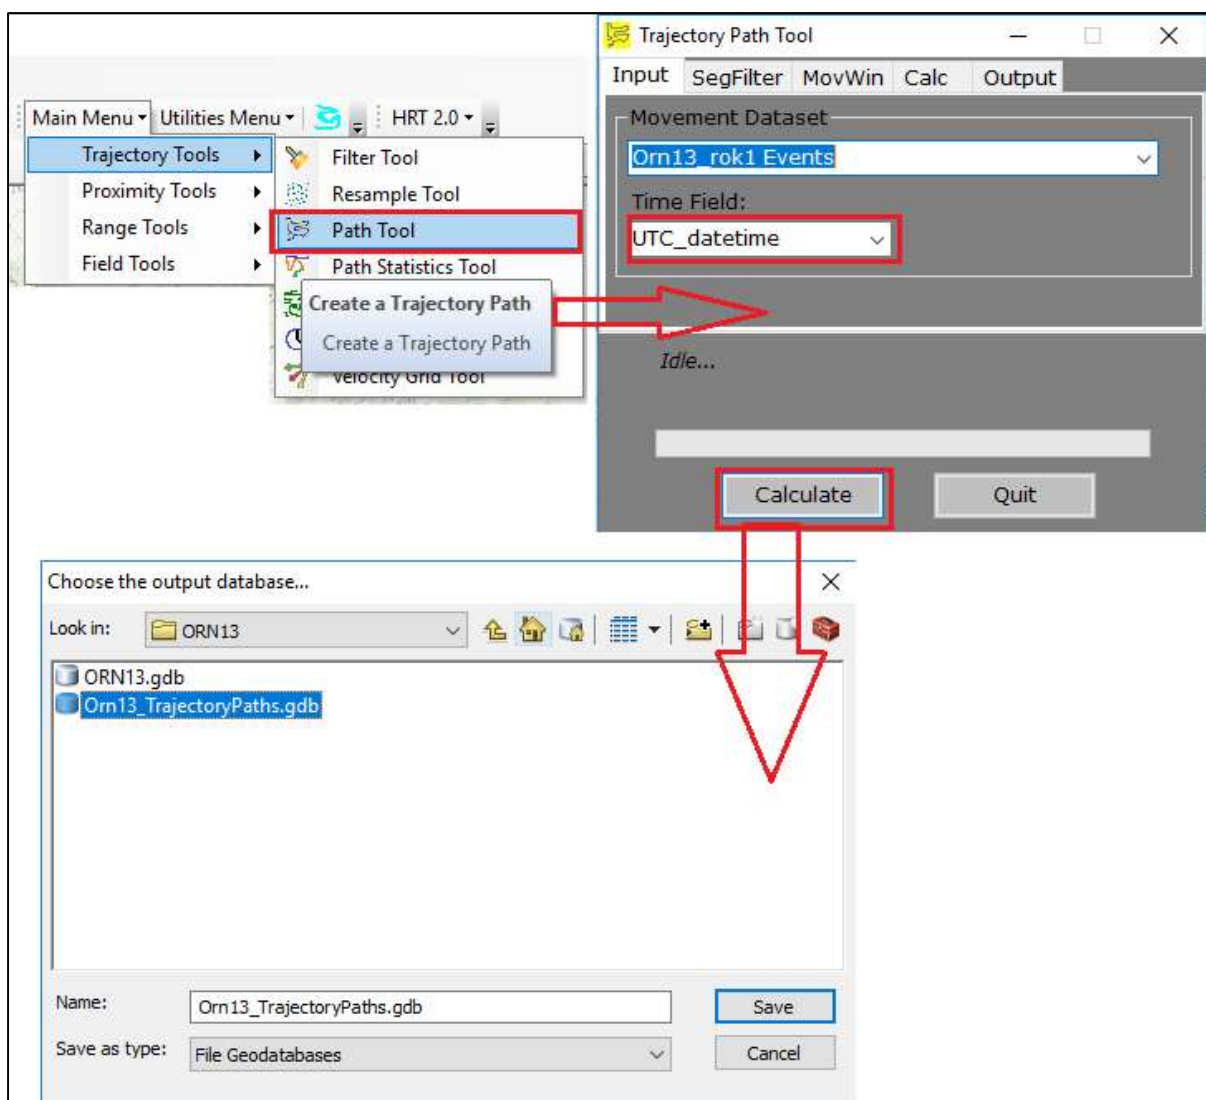 Main Menu Utilities Menu HRT 2.0
Trajectory Tools
Proximity Tools
Range Tools
Field Tools
Filter Tool
Resample Tool
Path Tool
Path Statistics Tool
Create a Trajectory Path
Create a Trajectory Path
Velocity Grid Tool
Trajectory Path Tool
Input SegFilter MovWin Calc Output
Movement Dataset
Orn13_rok1 Events
Time Field:
UTC_datetime
Idle...
Calculate Quit
Choose the output database...
Look in: ORN13
ORN13.gdb
Orn13_TrajectoryPaths.gdb
Name: Orn13_TrajectoryPaths.gdb Save
Save as type: File Geodatabases Cancel